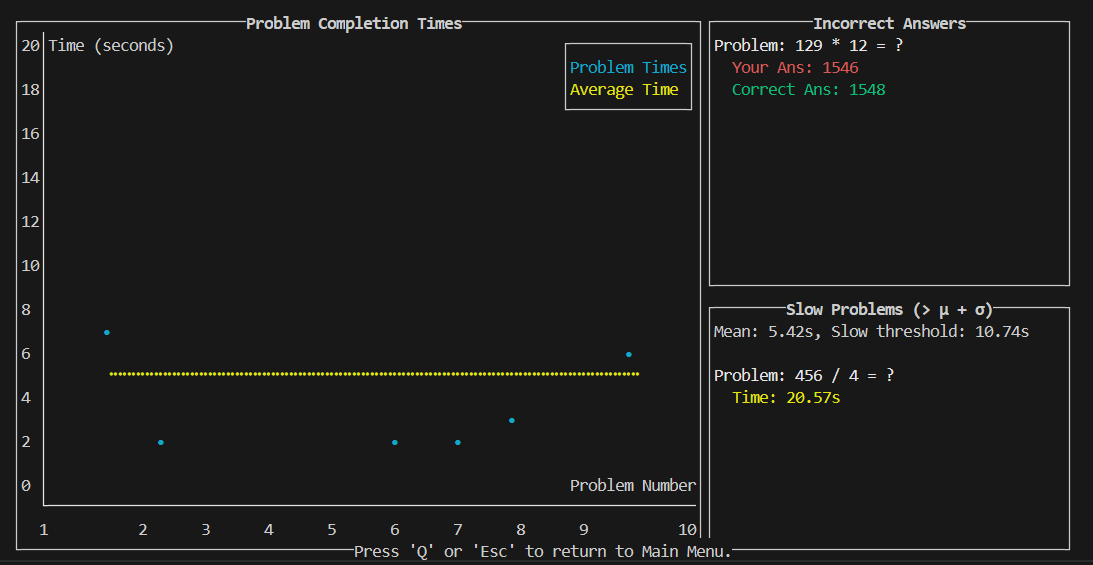 Problem Completion Times
Time (seconds)
Problem Times
Average Time
20
18
16
14
12
10
8
6
4
2
0
Problem Number
1 2 3 4 5 6 7 8 9 10
Incorrect Answers
Problem: 129 * 12 = ?
Your Ans: 1546
Correct Ans: 1548
Slow Problems (> μ + σ)
Mean: 5.42s, Slow threshold: 10.74s
Problem: 456 / 4 = ?
Time: 20.57s
Press 'Q' or 'Esc' to return to Main Menu.